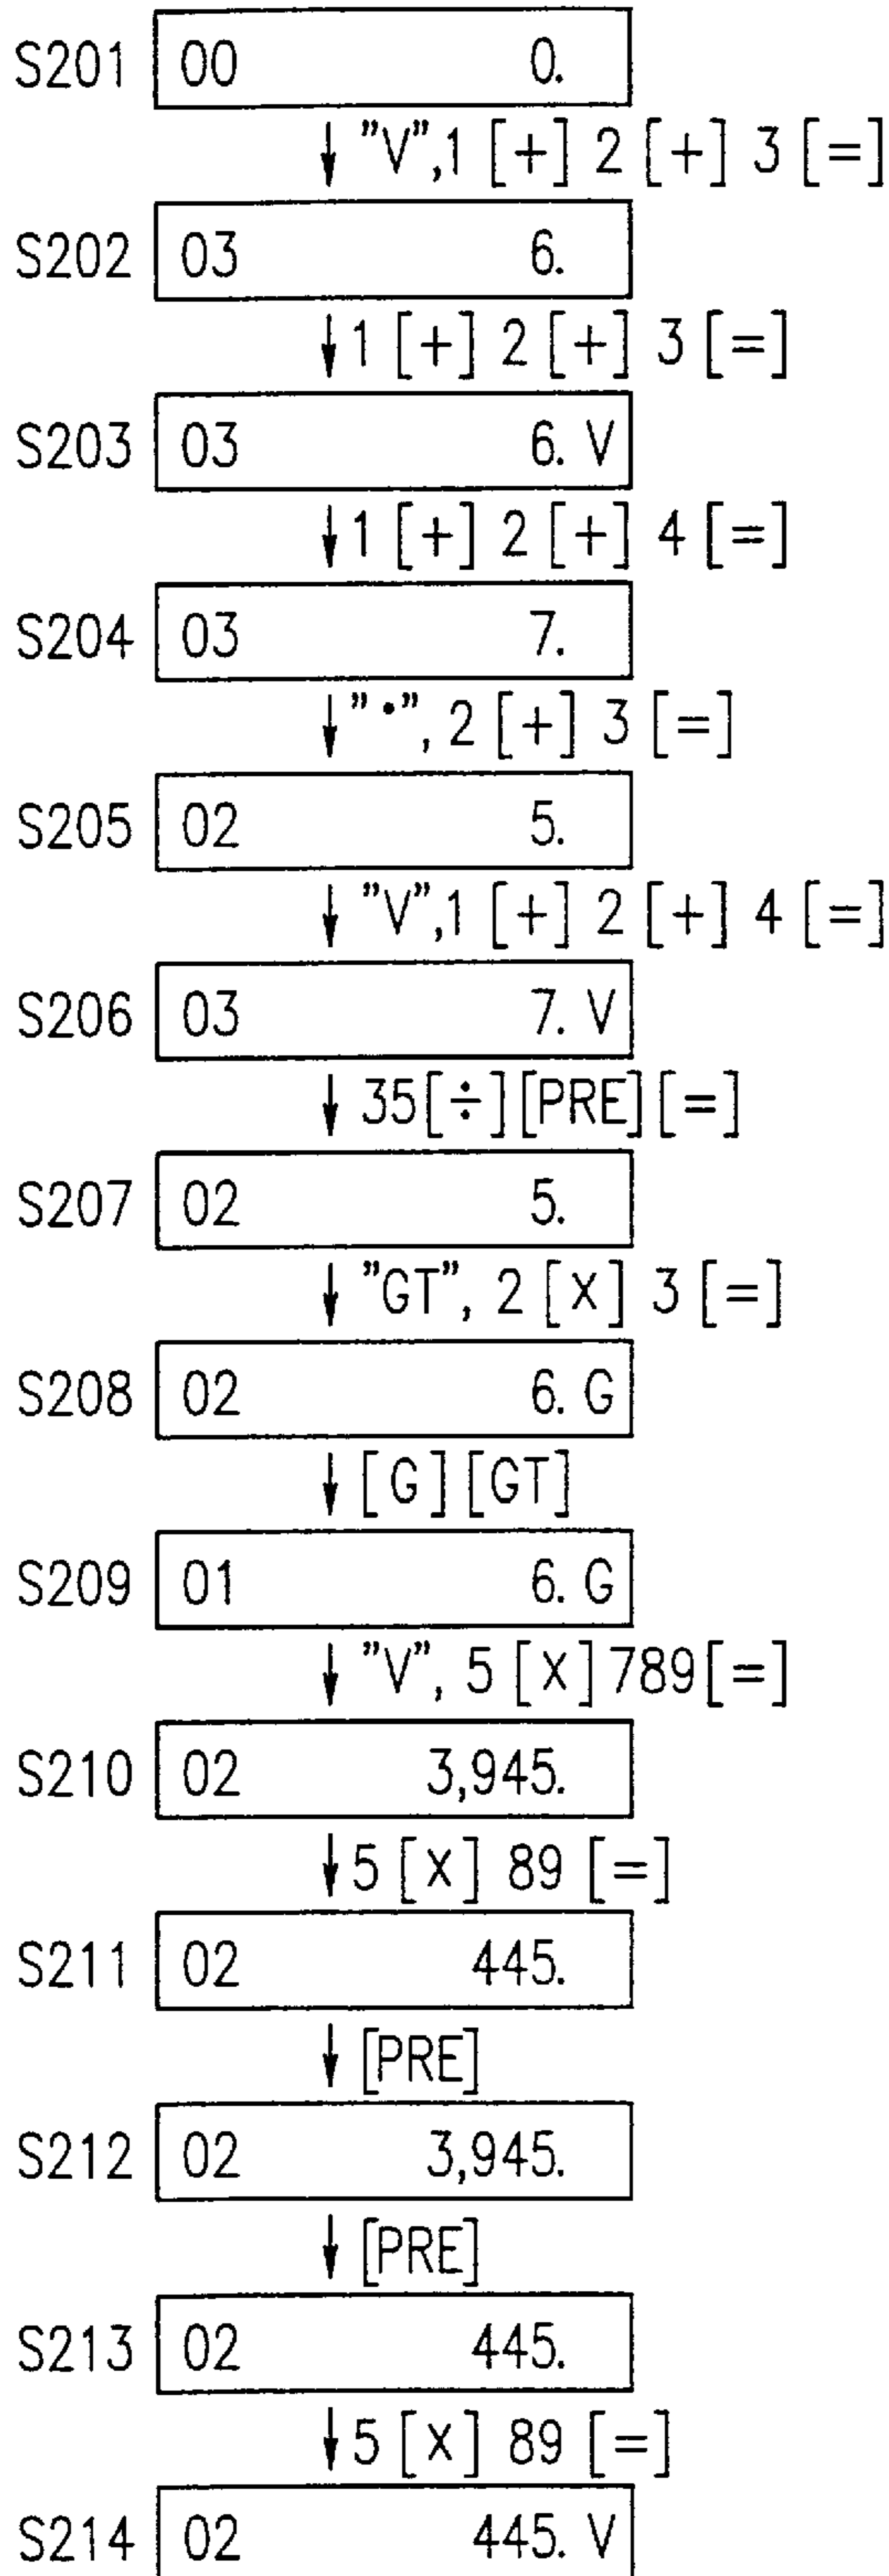 S201 00 0.
"V",1 [+] 2 [+] 3 [=]
S202 03 6.
1 [+] 2 [+] 3 [=]
S203 03 6. V
1 [+] 2 [+] 4 [=]
S204 03 7.
"•", 2 [+] 3 [=]
S205 02 5.
"V",1 [+] 2 [+] 4 [=]
S206 03 7. V
35[÷][PRE][=]
S207 02 5.
"GT", 2 [X] 3 [=]
S208 02 6. G
[G][GT]
S209 01 6. G
"V", 5 [X]789[=]
S210 02 3,945.
5 [X] 89 [=]
S211 02 445.
[PRE]
S212 02 3,945.
[PRE]
S213 02 445.
5 [X] 89 [=]
S214 02 445. V